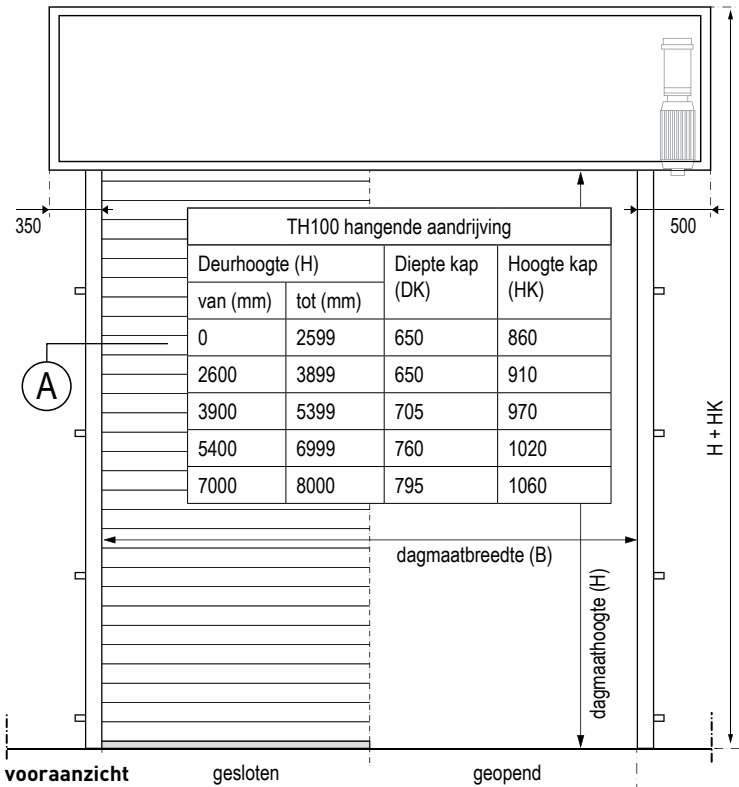 350
500
TH100 hangende aandrijving
Deurhoogte (H) Diepte kap (DK) Hoogte kap (HK)
van (mm) tot (mm)
0 2599 650 860
2600 3899 650 910
3900 5399 705 970
5400 6999 760 1020
7000 8000 795 1060
A
H + HK
dagmaatbreedte (B)
dagmaathoogte (H)
vooraanzicht gesloten geopend